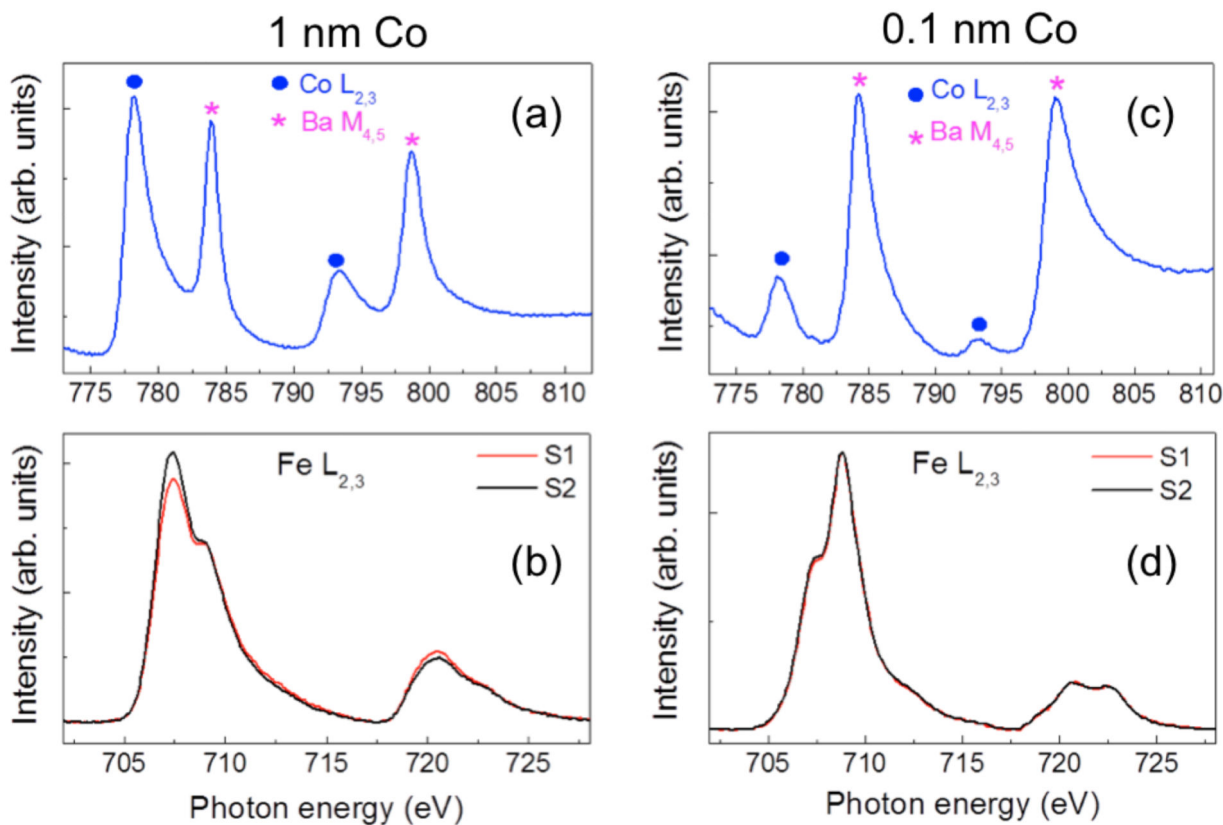 1 nm Co
0.1 nm Co
Intensity (arb. units)
● Co L2,3
* Ba M4,5
(a)
775 780 785 790 795 800 805 810
Intensity (arb. units)
● Co L2,3
* Ba M4,5
(c)
775 780 785 790 795 800 805 810
Intensity (arb. units)
Fe L2,3
S1
S2
(b)
705 710 715 720 725
Photon energy (eV)
Intensity (arb. units)
Fe L2,3
S1
S2
(d)
705 710 715 720 725
Photon energy (eV)